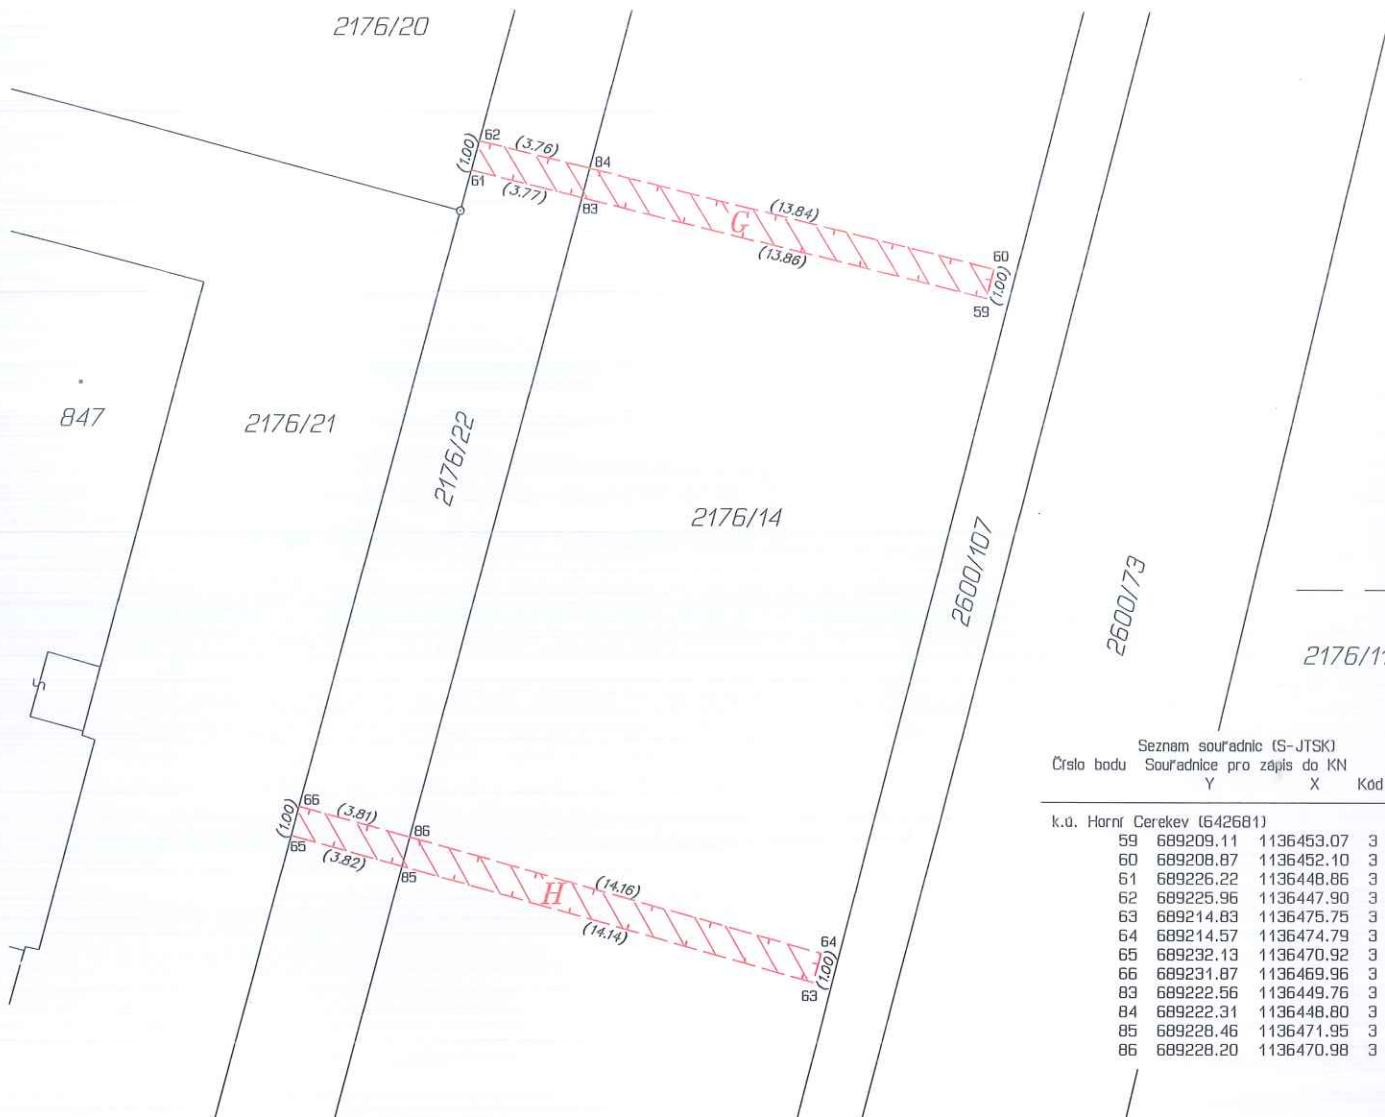 2176/20
62
(3.76)
84
(1.00)
61
(3.77)
83
(13.84)
G
(13.86)
60
(1.00)
59
847
2176/21
2176/22
2176/14
2600/107
2600/73
2176/11
S
66
(3.81)
86
(1.00)
65
(3.82)
85
(14.16)
H
(14.14)
64
(1.00)
63
Seznam souřadnic (S-JTSK)
Číslo bodu Souřadnice pro zápis do KN
Y X Kód
k.ú. Horní Cerekev (642681)
59 689209.11 1136453.07 3
60 689208.87 1136452.10 3
61 689226.22 1136448.86 3
62 689225.96 1136447.90 3
63 689214.83 1136475.75 3
64 689214.57 1136474.79 3
65 689232.13 1136470.92 3
66 689231.87 1136469.96 3
83 689222.56 1136449.76 3
84 689222.31 1136448.80 3
85 689228.46 1136471.95 3
86 689228.20 1136470.98 3